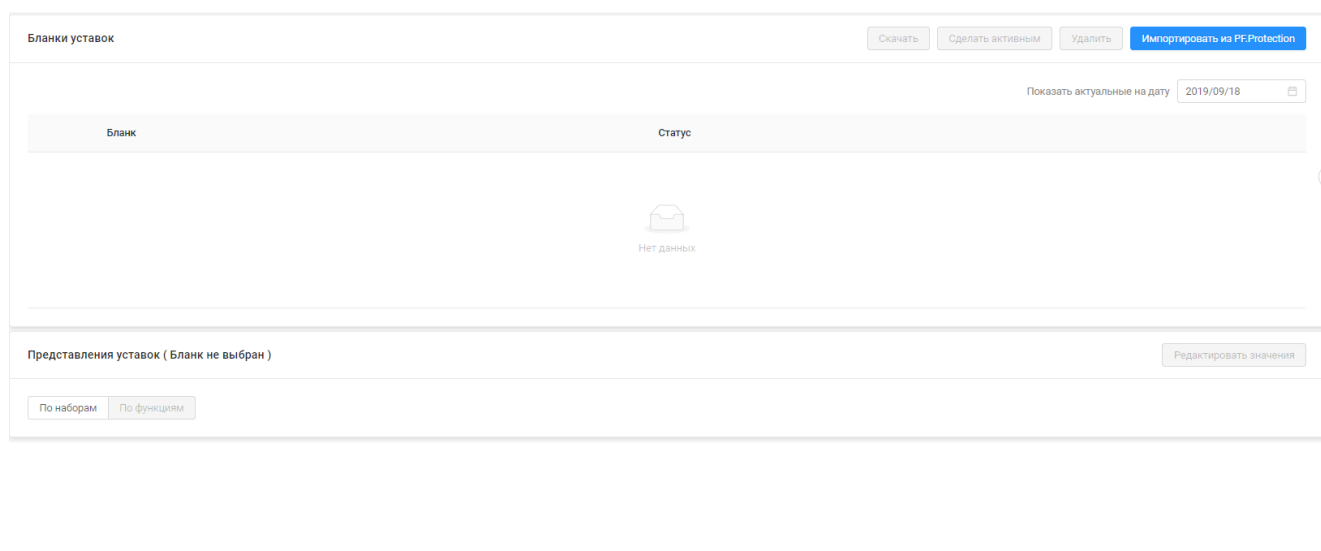 Бланки уставок
Скачать
Сделать активным
Удалить
Импортировать из PF.Protection
Показать актуальные на дату
2019/09/18
Бланк
Статус
Нет данных
Представления уставок ( Бланк не выбран )
Редактировать значения
По наборам
По функциям